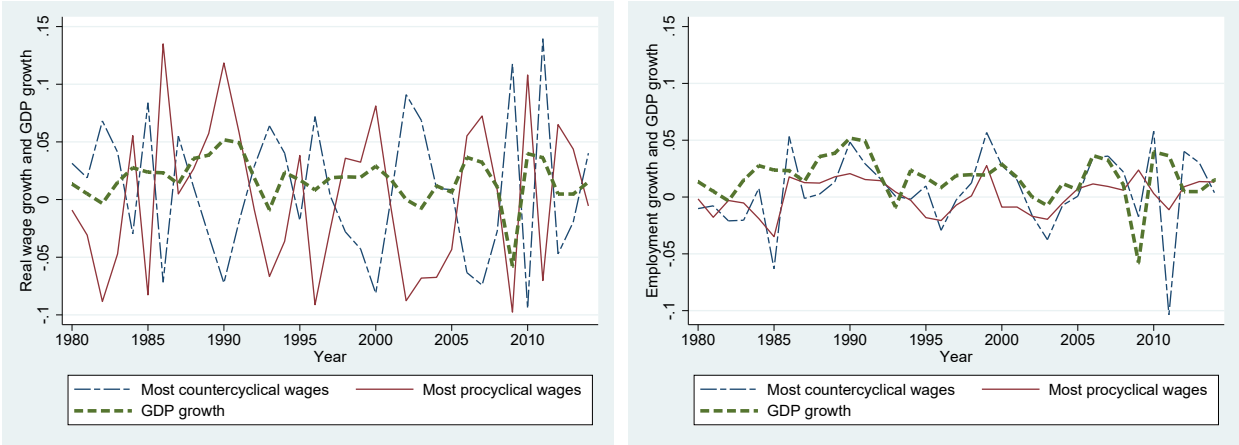 Real wage growth and GDP growth
.15
.1
.05
0
-.05
-.1
1980 1985 1990 1995 2000 2005 2010
Year
Most countercyclical wages Most procyclical wages
GDP growth
Employment growth and GDP growth
.15
.1
.05
0
-.05
-.1
1980 1985 1990 1995 2000 2005 2010
Year
Most countercyclical wages Most procyclical wages
GDP growth